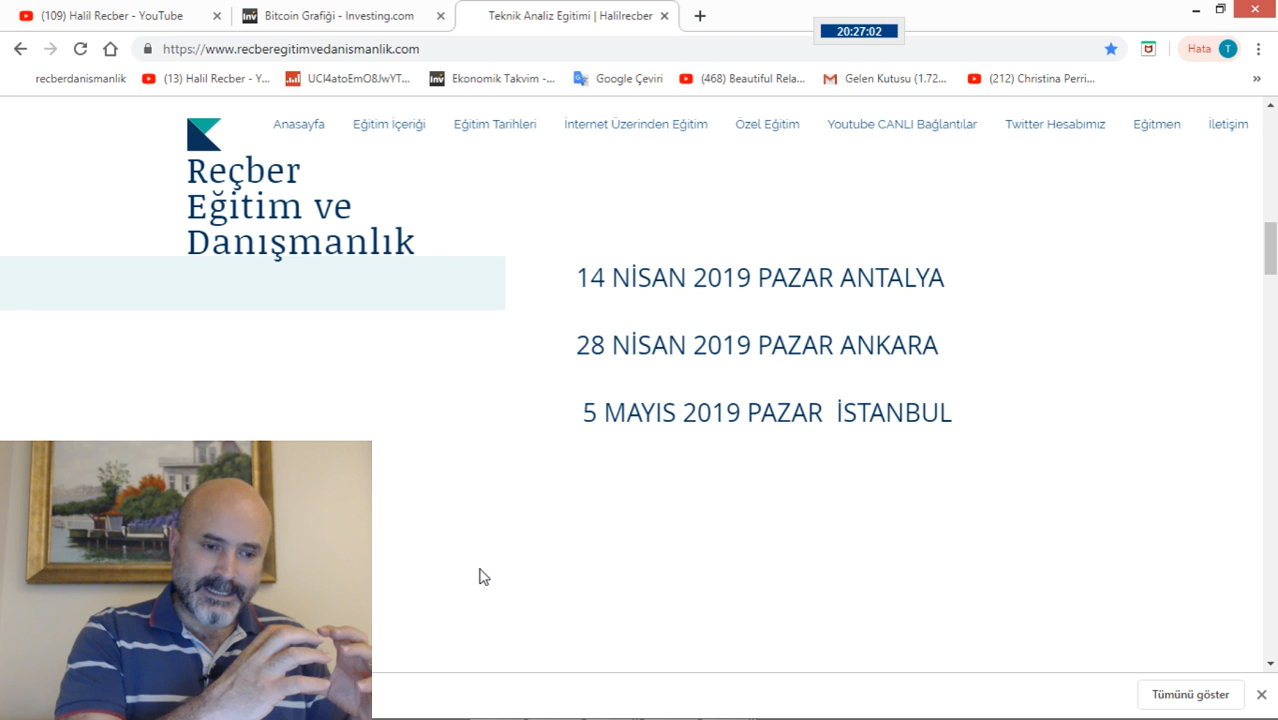 (109) Halil Recber - YouTube
Bitcoin Grafiği - Investing.com
Teknik Analiz Egitimi | Halilrecber
20:27:02
https://www.recberegitimvedanismanlik.com
Hata
T
recberdanismanlik
(13) Halil Recber - Y...
UCl4atoEmO8JwYT...
Inv
Ekonomik Takvim -...
Google Çeviri
(468) Beautiful Rela...
Gelen Kutusu (1.72...
(212) Christina Perri...
»
Anasayfa
Eğitim İçeriği
Eğitim Tarihleri
İnternet Üzerinden Eğitim
Özel Eğitim
Youtube CANLI Bağlantılar
Twitter Hesabımız
Eğitmen
İletişim
Reçber
Eğitim ve
Danışmanlık
14 NİSAN 2019 PAZAR ANTALYA
28 NİSAN 2019 PAZAR ANKARA
5 MAYIS 2019 PAZAR İSTANBUL
Tümünü göster